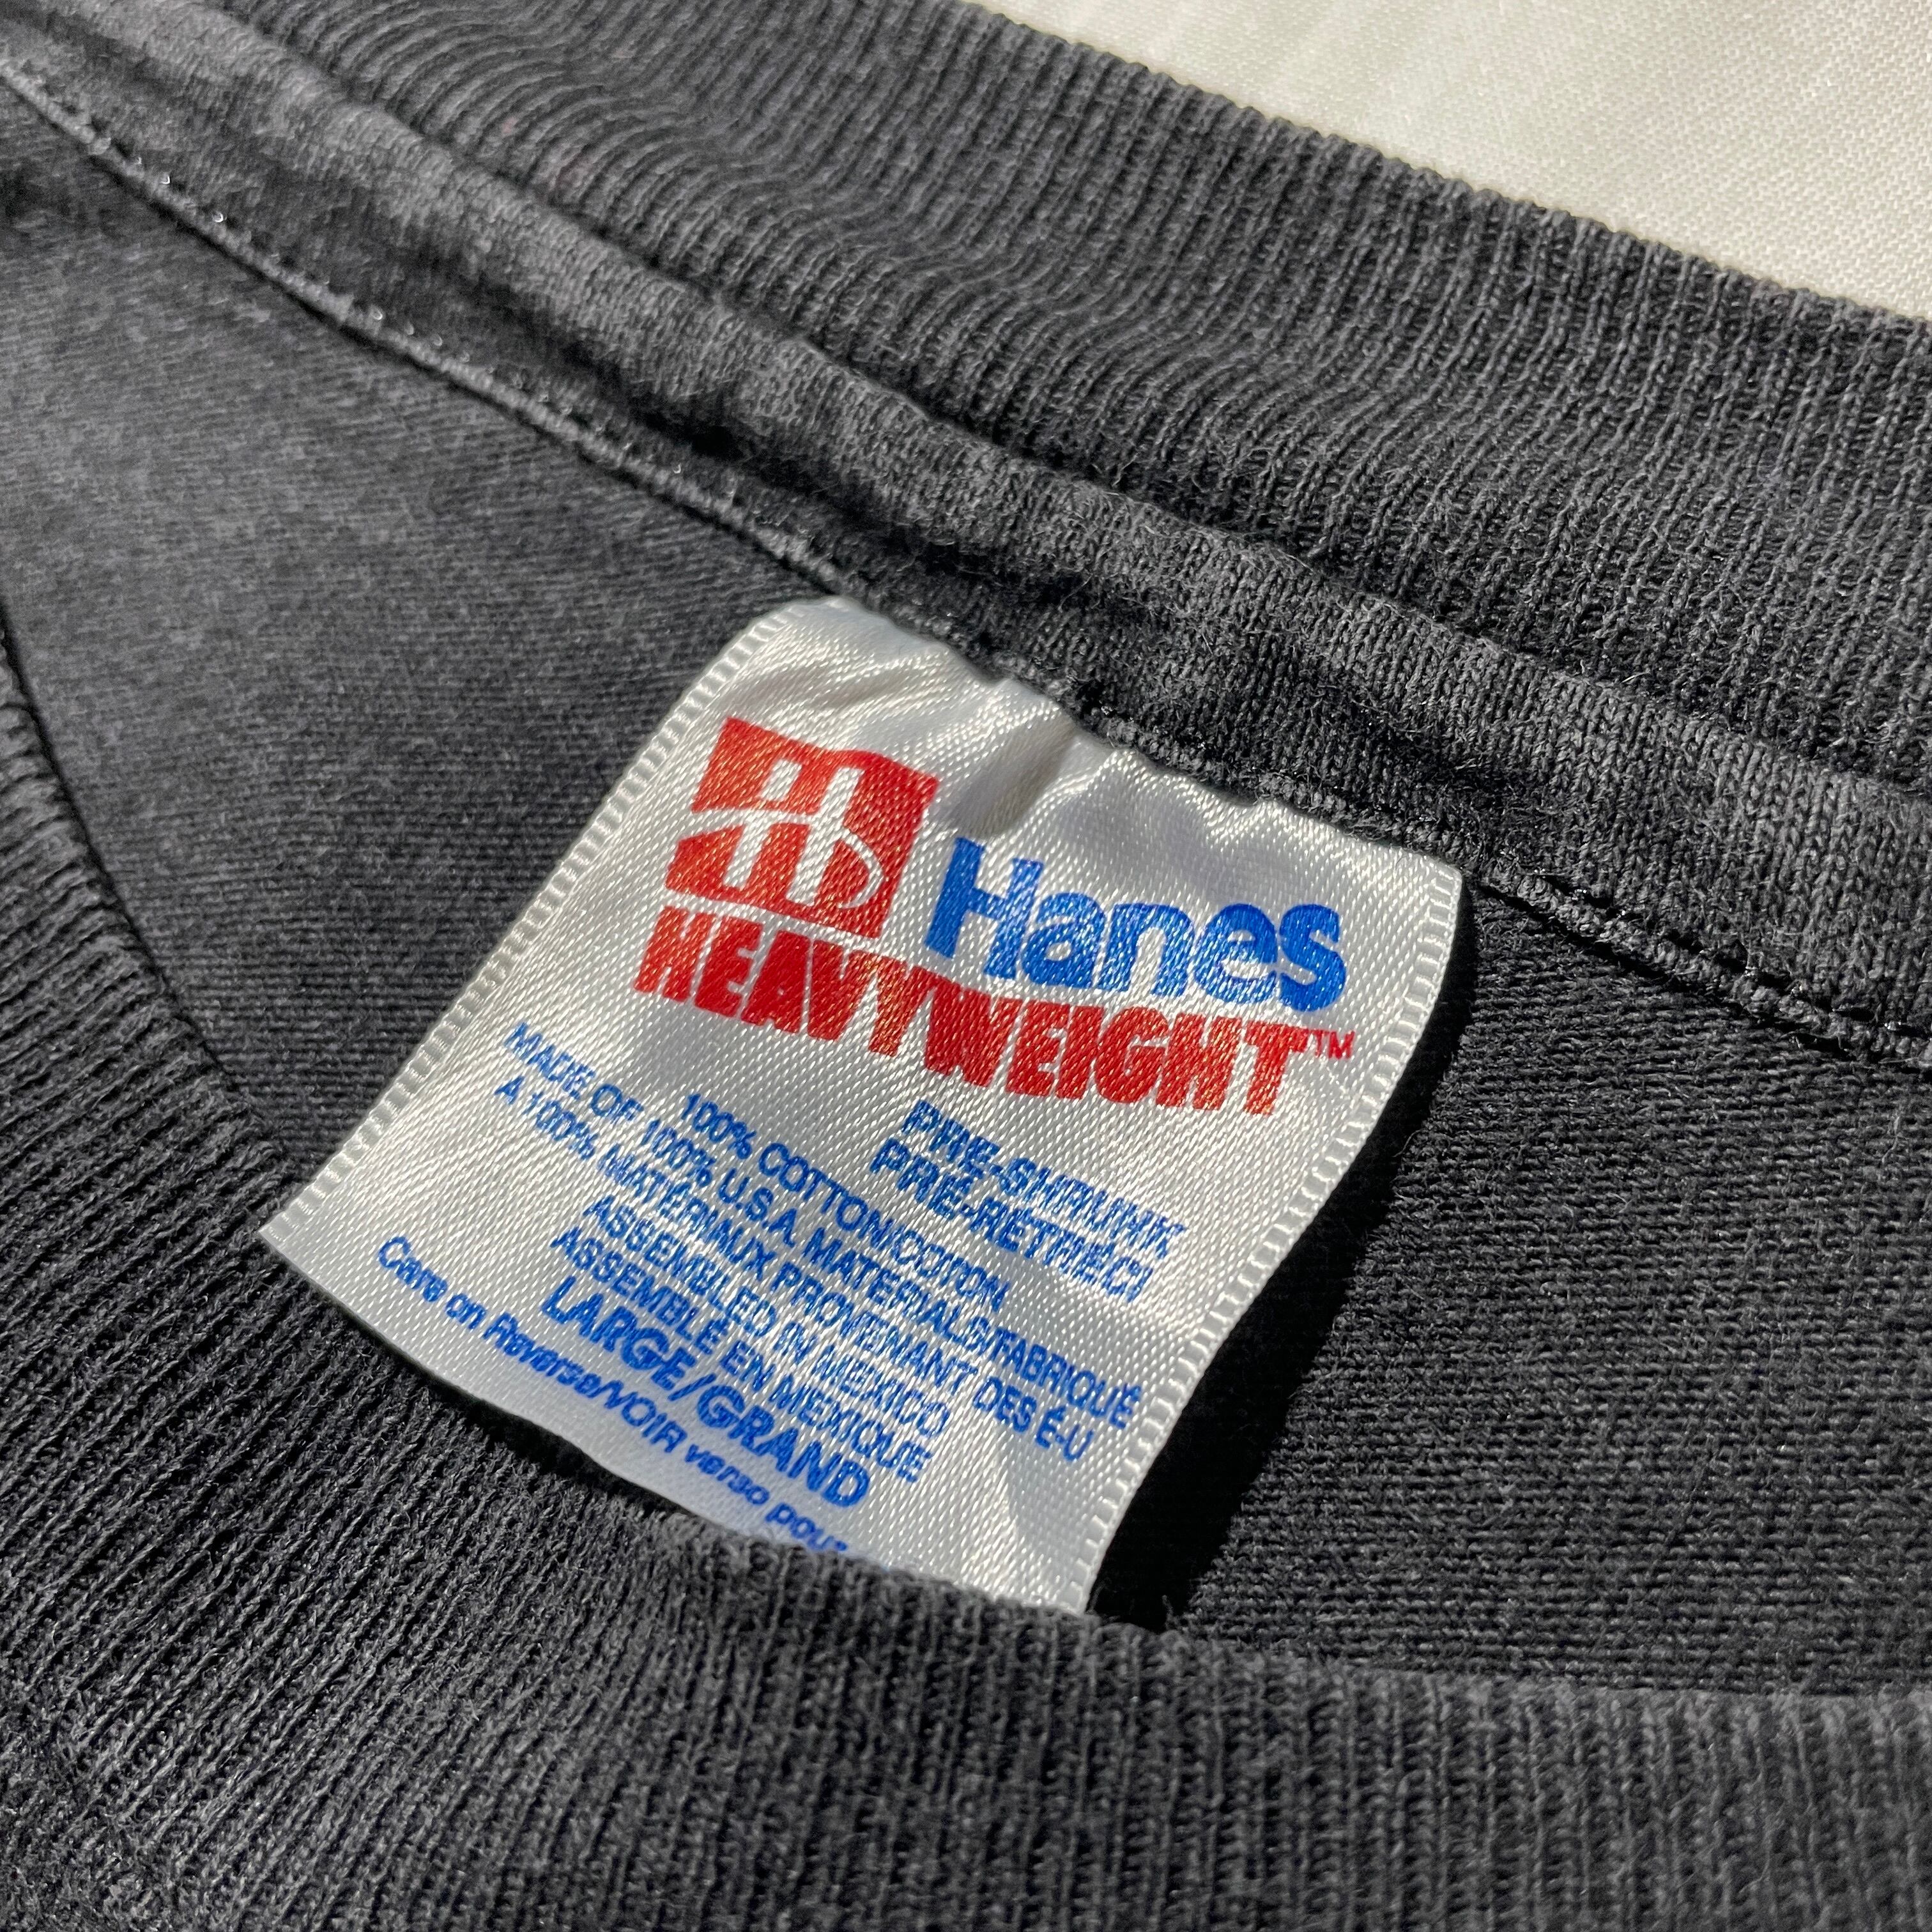 H
Hanes
HEAVYWEIGHT™
PRE-SHRUNK
PRÉ-RÉTRÉCI
100% COTTON/COTON
MADE OF 100% U.S.A. MATERIALS/FABRIQUÉ
À 100% MATÉRIAUX PROVENANT DES É-U
ASSEMBLED IN MEXICO
ASSEMBLÉ EN MEXIQUE
LARGE/GRAND
Care on Reverse/VOIR verso pour